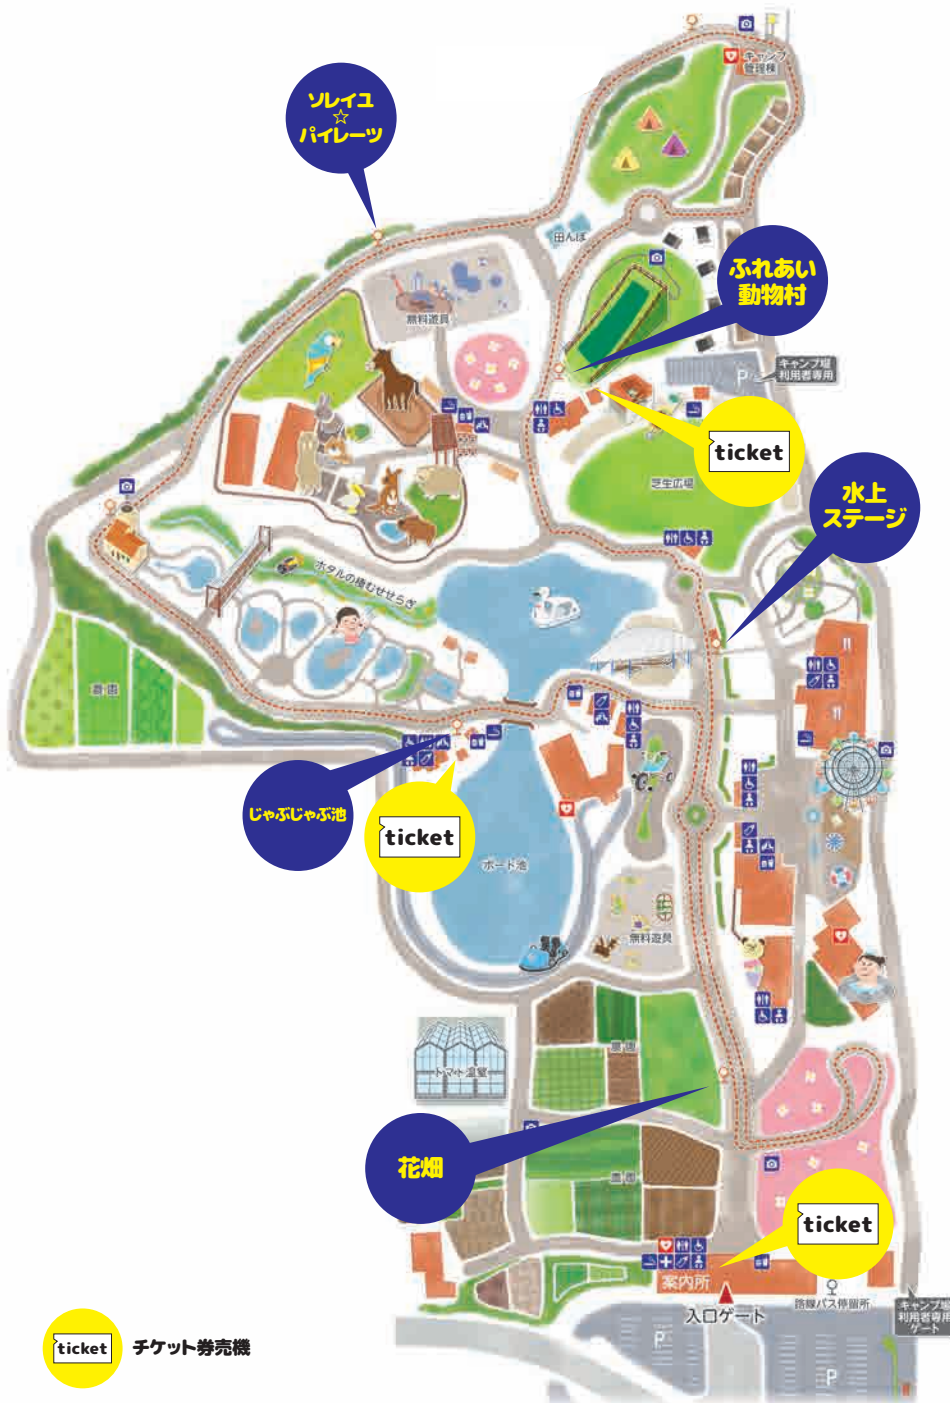 キャンプ
管理棟
ソレイユ
☆
パイレーツ
田んぼ
ふれあい
動物村
無料遊具
キャンプ場
利用者専用
P
ticket
芝生広場
水上
ステージ
ホタルの棲むせせらぎ
農園
じゃぶじゃぶ池
ticket
ボート池
無料遊具
農園
トマト温室
花畑
農園
ticket
案内所
入口ゲート
路線バス停留所
キャンプ場
利用者専用
ゲート
P
P
ticket
チケット券売機